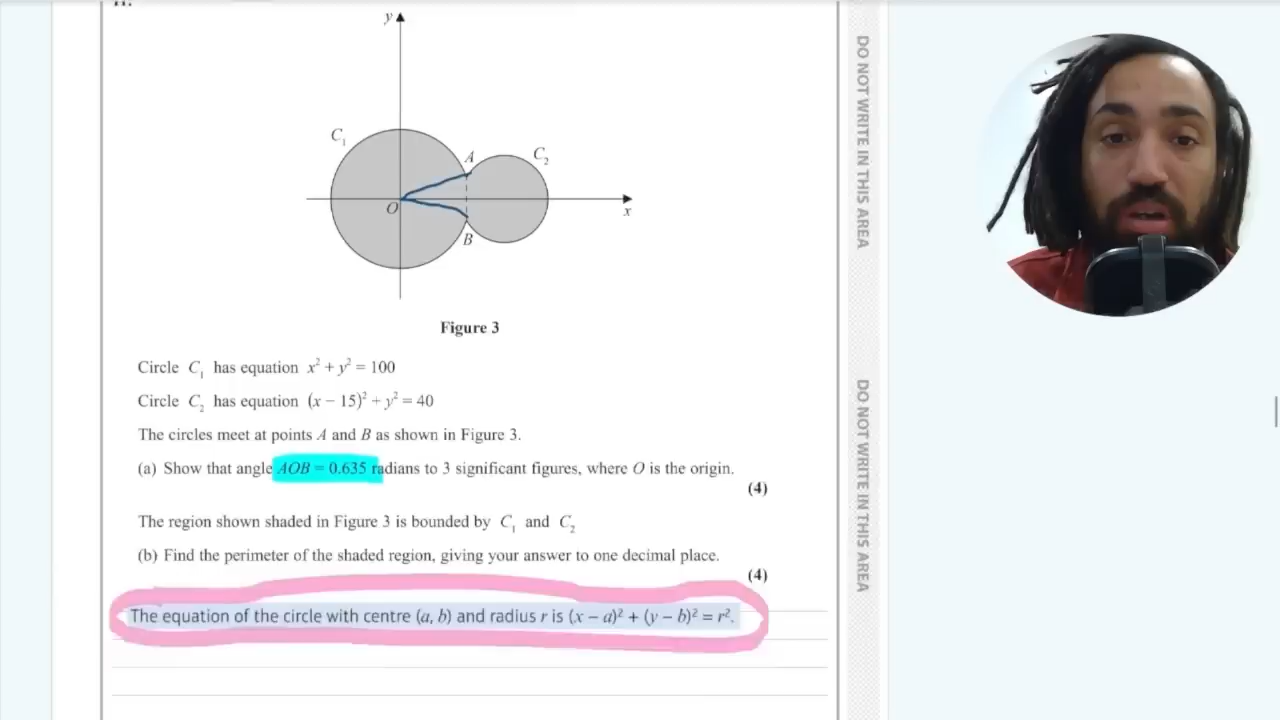 y
C₁
A
C₂
O
x
B
Figure 3
Circle C₁ has equation x² + y² = 100
Circle C₂ has equation (x − 15)² + y² = 40
The circles meet at points A and B as shown in Figure 3.
(a) Show that angle AOB = 0.635 radians to 3 significant figures, where O is the origin.
(4)
The region shown shaded in Figure 3 is bounded by C₁ and C₂
(b) Find the perimeter of the shaded region, giving your answer to one decimal place.
(4)
The equation of the circle with centre (a, b) and radius r is (x − a)² + (y − b)² = r².
DO NOT WRITE IN THIS AREA
DO NOT WRITE IN THIS AREA